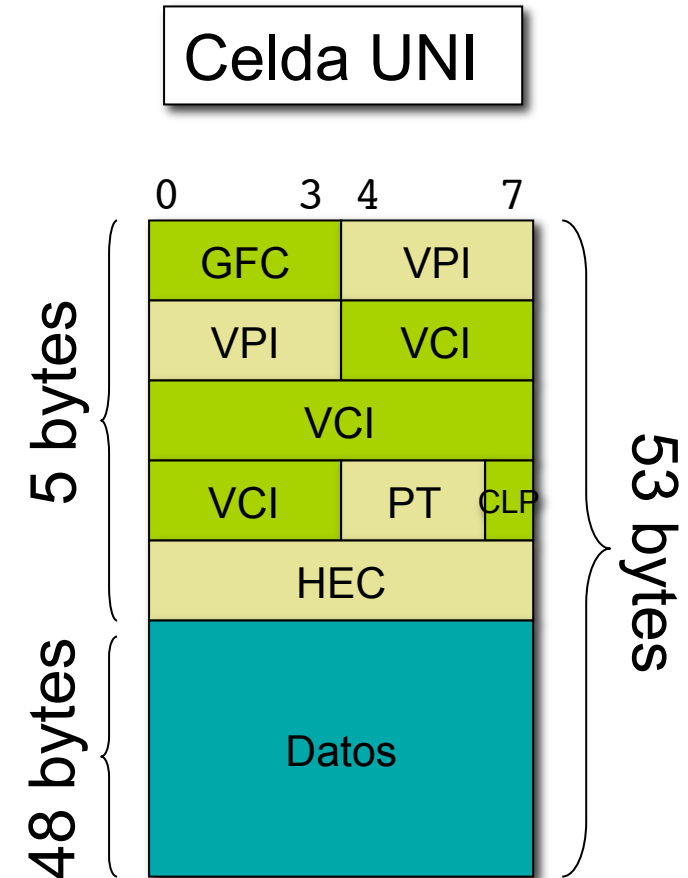 Celda UNI
0 3 4 7
GFC VPI
VPI VCI
VCI
VCI PT CLP
HEC
Datos
5 bytes
48 bytes
53 bytes